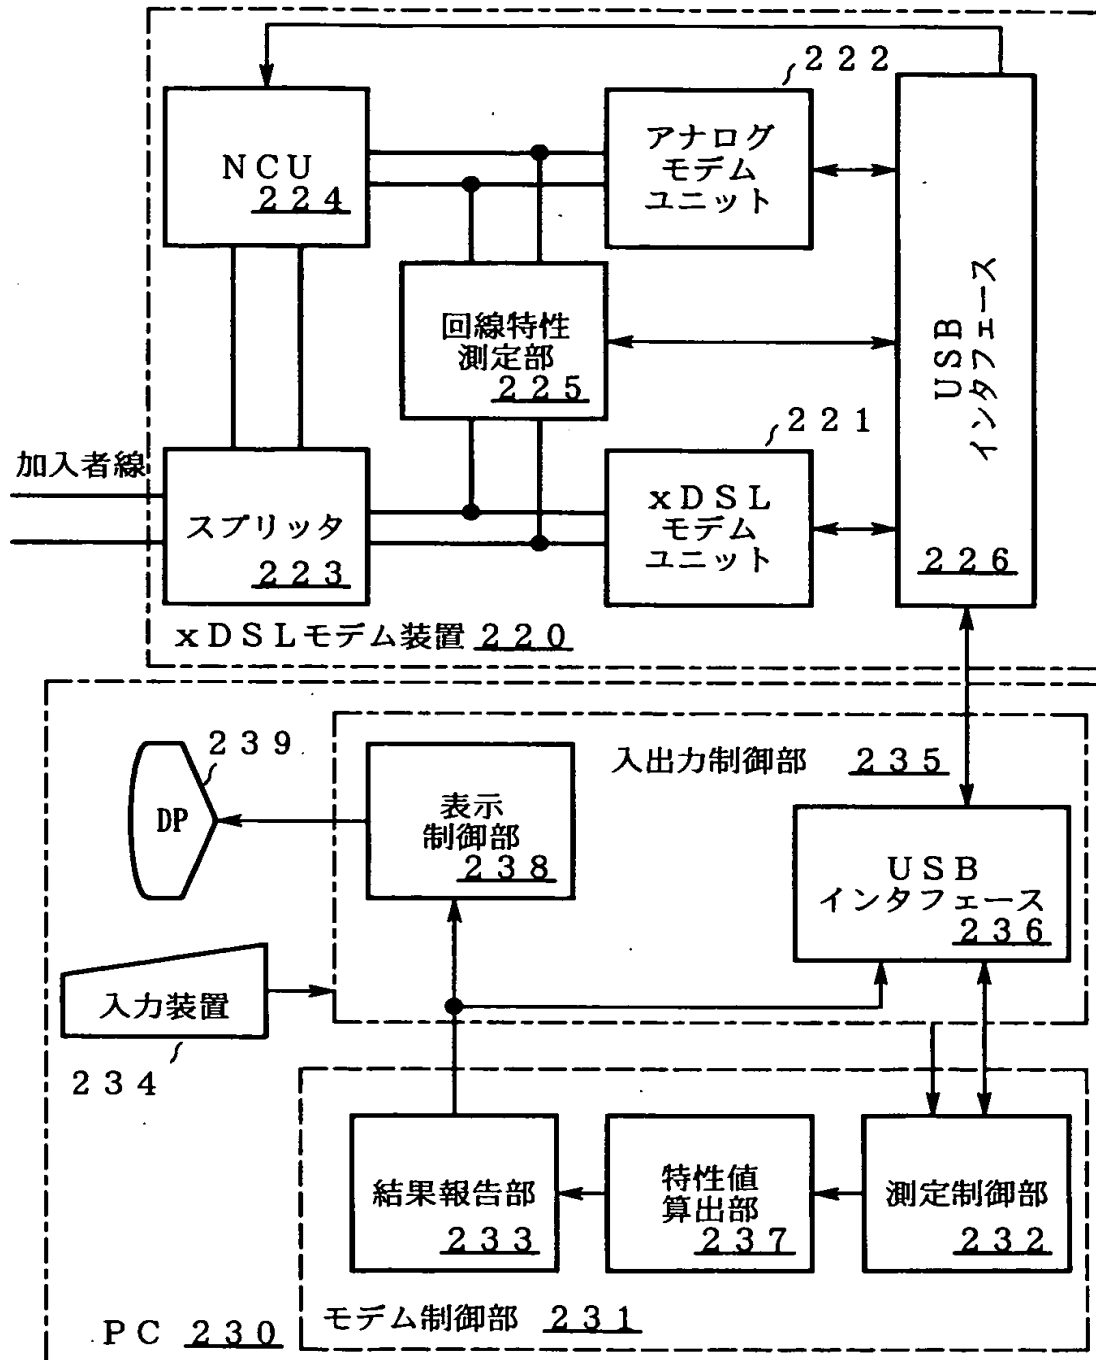 ２２２
アナログ
モデム
ユニット
ＮＣＵ
２２４
回線特性
測定部
２２５
ＵＳＢ
インタフェース
２２６
２２１
ｘＤＳＬ
モデム
ユニット
加入者線
スプリッタ
２２３
ｘＤＳＬモデム装置 ２２０
２３９
DP
表示
制御部
２３８
入出力制御部 ２３５
ＵＳＢ
インタフェース
２３６
入力装置
２３４
結果報告部
２３３
特性値
算出部
２３７
測定制御部
２３２
モデム制御部 ２３１
ＰＣ ２３０